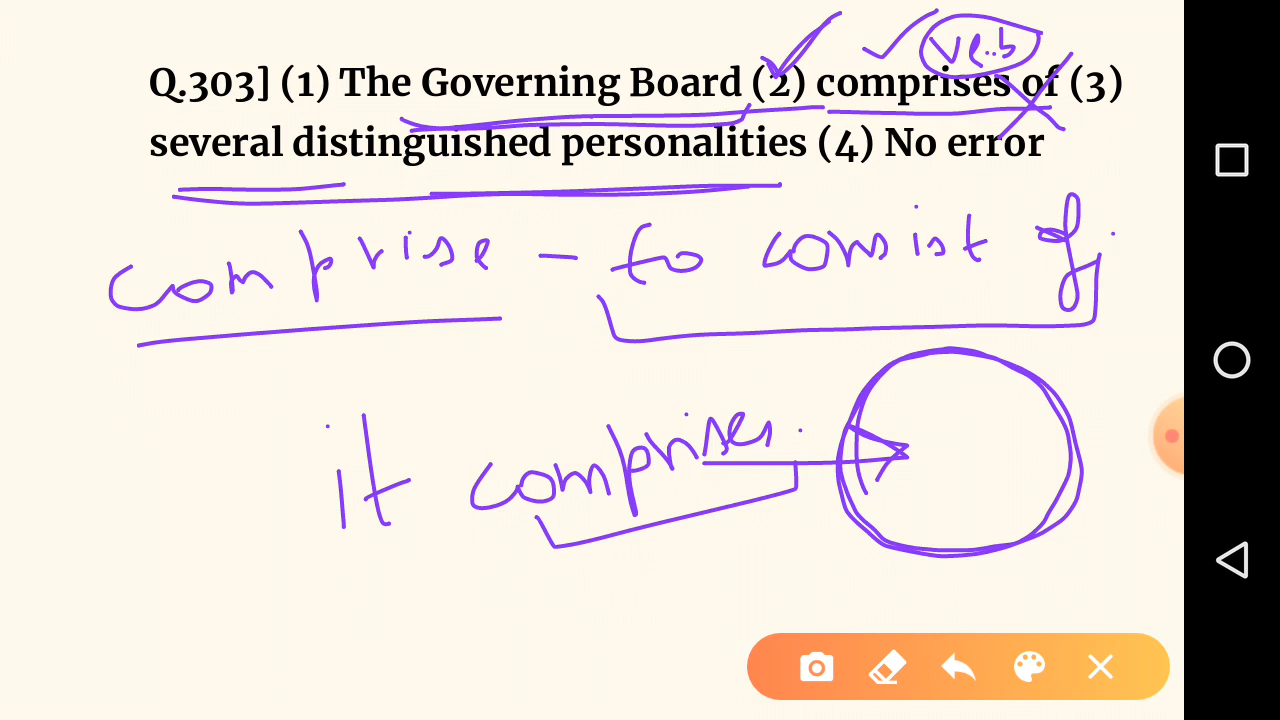 ve..b
Q.303] (1) The Governing Board (2) comprises of (3)
several distinguished personalities (4) No error
comprise - to consist of.
it comprises.